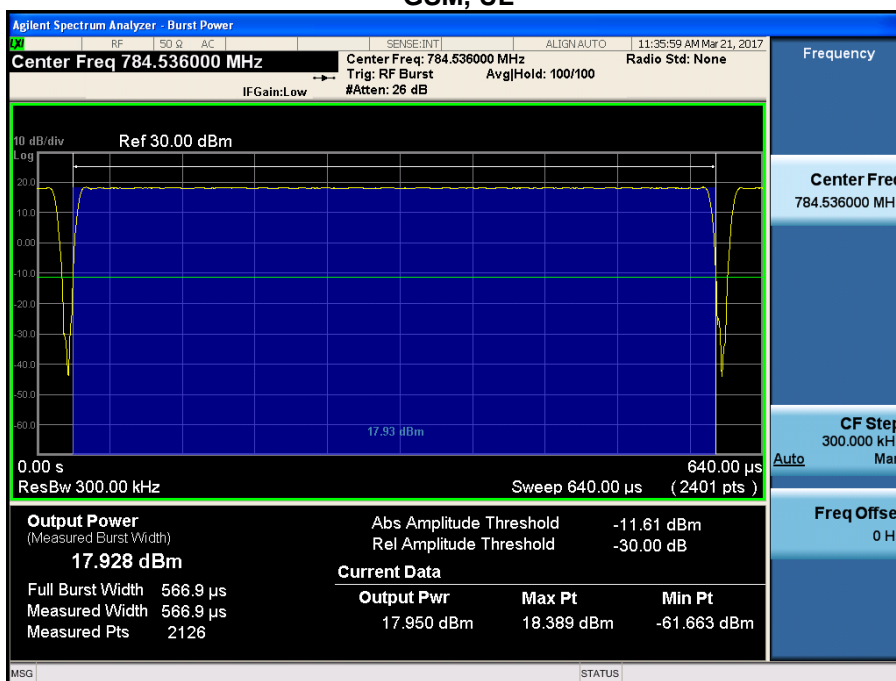 GSM, UL
Agilent Spectrum Analyzer - Burst Power
LXI RF 50 Ω AC SENSE:INT ALIGN AUTO 11:35:59 AM Mar 21, 2017
Center Freq 784.536000 MHz
Center Freq: 784.536000 MHz Radio Std: None
Trig: RF Burst Avg|Hold: 100/100
IFGain:Low #Atten: 26 dB
Frequency
10 dB/div Ref 30.00 dBm
Log
20.0
10.0
0.00
-10.0
-20.0
-30.0
-40.0
-50.0
-60.0
17.93 dBm
0.00 s 640.00 µs
ResBw 300.00 kHz Sweep 640.00 µs (2401 pts)
Center Freq
784.536000 MH
CF Step
300.000 kH
Auto Man
Freq Offse
0 H
Output Power
(Measured Burst Width)
17.928 dBm
Full Burst Width 566.9 µs
Measured Width 566.9 µs
Measured Pts 2126
Abs Amplitude Threshold -11.61 dBm
Rel Amplitude Threshold -30.00 dB
Current Data
Output Pwr Max Pt Min Pt
17.950 dBm 18.389 dBm -61.663 dBm
MSG STATUS